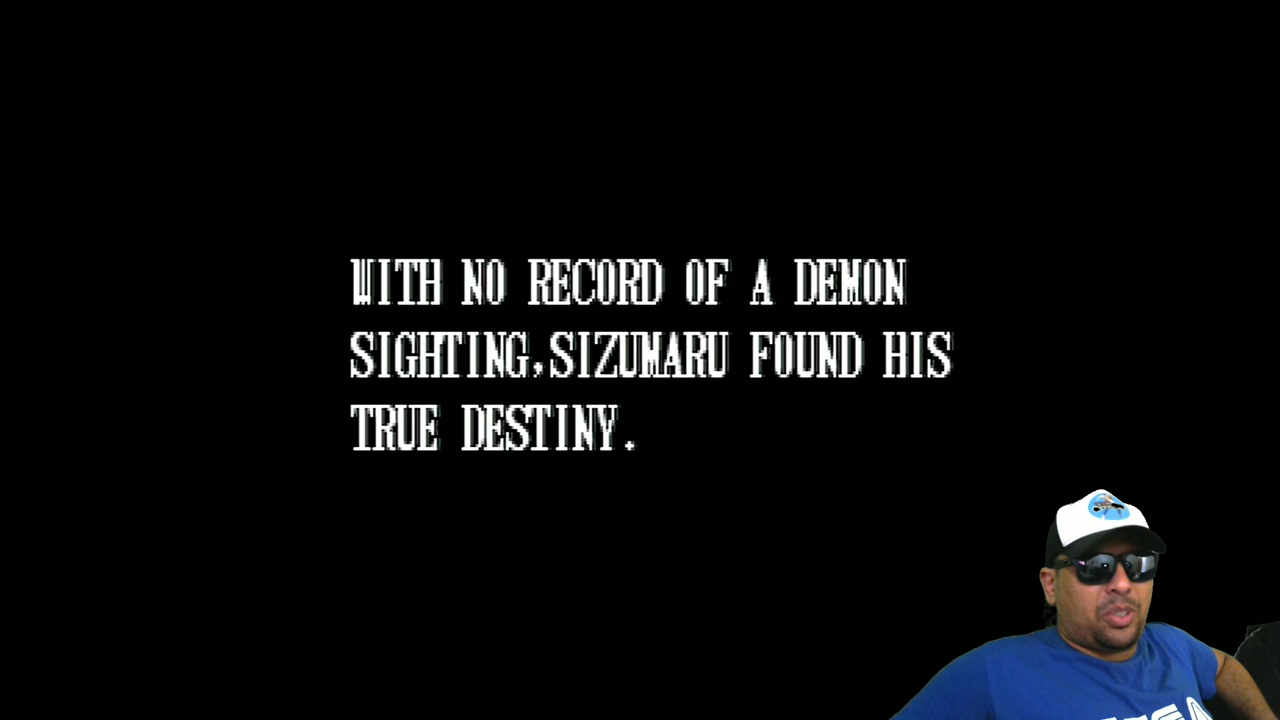 WITH NO RECORD OF A DEMON
SIGHTING,SIZUMARU FOUND HIS
TRUE DESTINY.